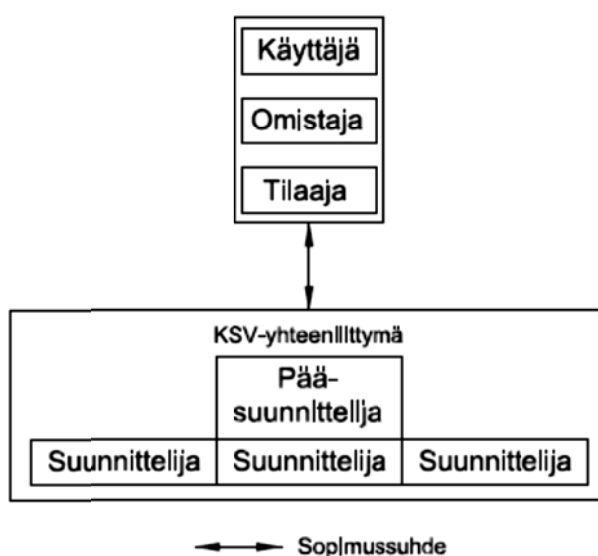 Käyttäjä
Omistaja
Tilaaja
KSV-yhteenliittymä
Pää-
suunnittelija
Suunnittelija Suunnittelija Suunnittelija
Sopimussuhde